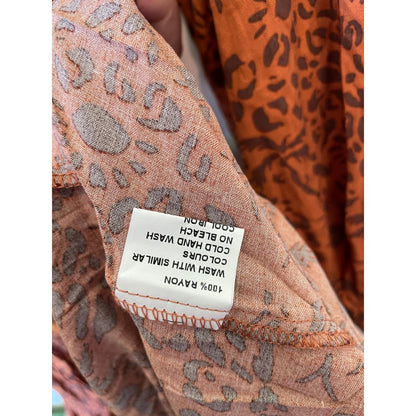 100% RAYON
WASH WITH SIMILAR
COLOURS
COLD HAND WASH
NO BLEACH
COOL IRON